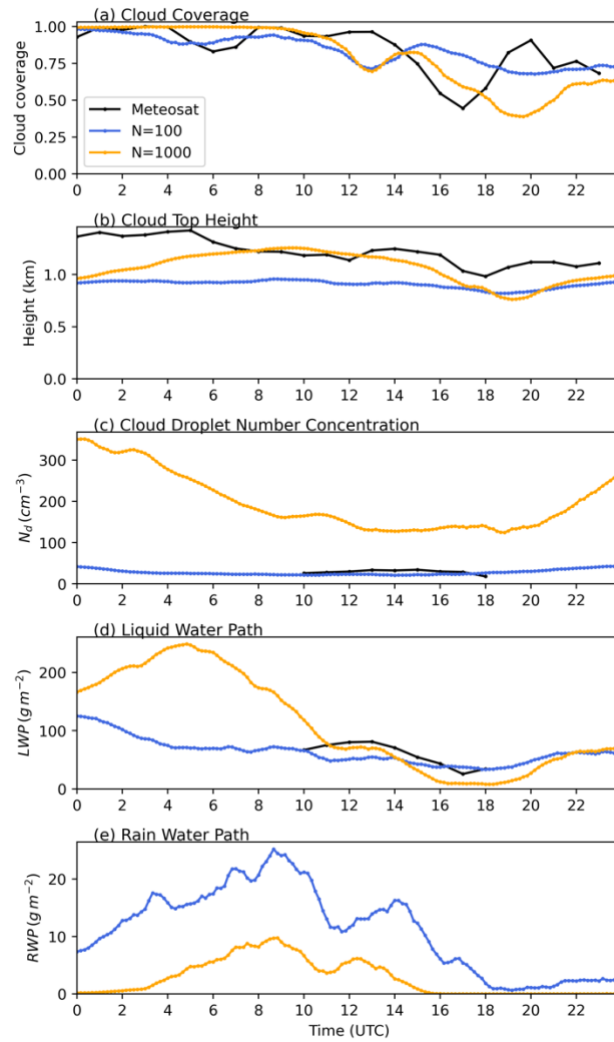 (a) Cloud Coverage
Cloud coverage
1.00
0.75
0.50
0.25
0.00
Meteosat
N=100
N=1000
0 2 4 6 8 10 12 14 16 18 20 22
(b) Cloud Top Height
Height (km)
1.0
0.5
0.0
0 2 4 6 8 10 12 14 16 18 20 22
(c) Cloud Droplet Number Concentration
N_d (cm⁻³)
300
200
100
0
0 2 4 6 8 10 12 14 16 18 20 22
(d) Liquid Water Path
LWP (g m⁻²)
200
100
0
0 2 4 6 8 10 12 14 16 18 20 22
(e) Rain Water Path
RWP (g m⁻²)
20
10
0
0 2 4 6 8 10 12 14 16 18 20 22
Time (UTC)